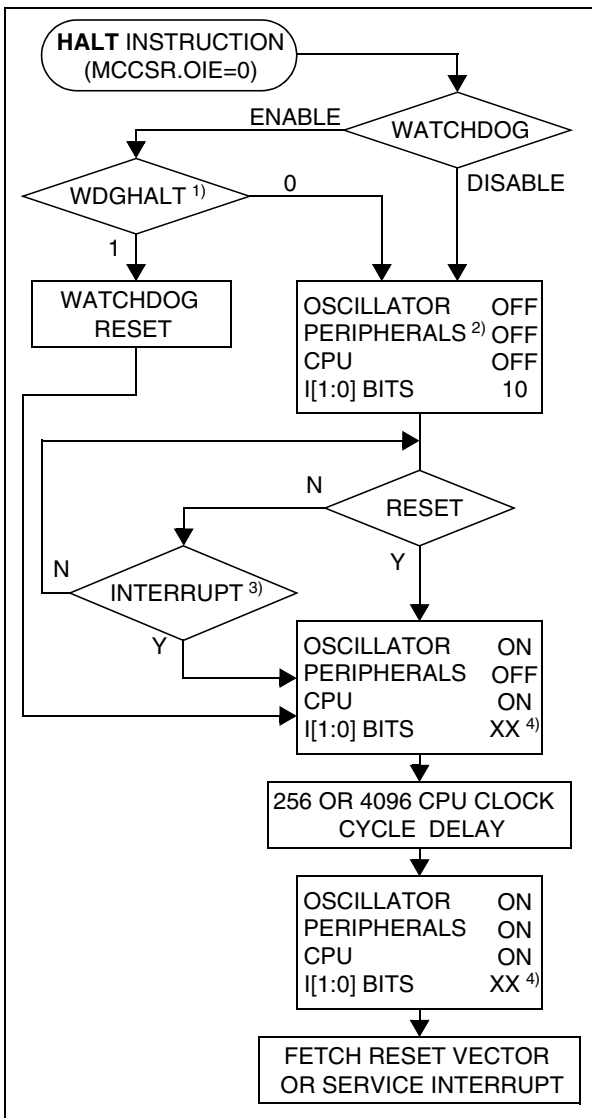 HALT INSTRUCTION
(MCCSR.OIE=0)
ENABLE
WATCHDOG
WDGHALT 1)
0
DISABLE
1
WATCHDOG
RESET
OSCILLATOR OFF
PERIPHERALS 2) OFF
CPU OFF
I[1:0] BITS 10
N
RESET
N
INTERRUPT 3)
Y
Y
OSCILLATOR ON
PERIPHERALS OFF
CPU ON
I[1:0] BITS XX 4)
256 OR 4096 CPU CLOCK
CYCLE DELAY
OSCILLATOR ON
PERIPHERALS ON
CPU ON
I[1:0] BITS XX 4)
FETCH RESET VECTOR
OR SERVICE INTERRUPT